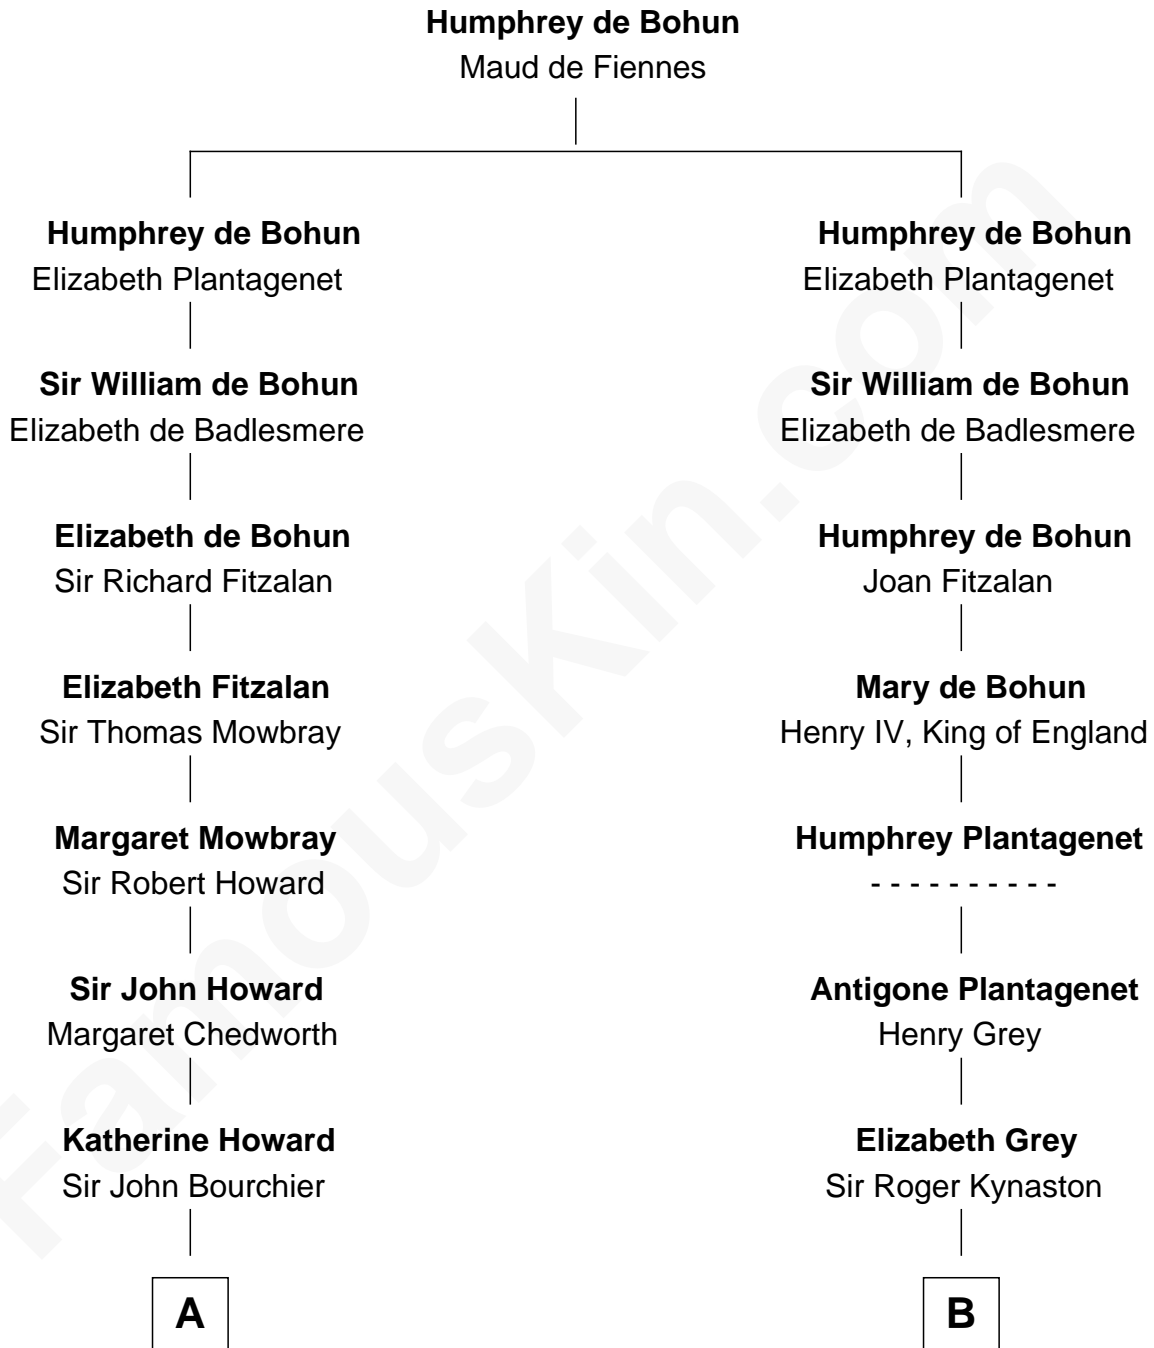 Humphrey de Bohun
Maud de Fiennes
Humphrey de Bohun
Elizabeth Plantagenet
Humphrey de Bohun
Elizabeth Plantagenet
Sir William de Bohun
Elizabeth de Badlesmere
Sir William de Bohun
Elizabeth de Badlesmere
Elizabeth de Bohun
Sir Richard Fitzalan
Humphrey de Bohun
Joan Fitzalan
Elizabeth Fitzalan
Sir Thomas Mowbray
Mary de Bohun
Henry IV, King of England
Margaret Mowbray
Sir Robert Howard
Humphrey Plantagenet
- - - - - - - - - -
Sir John Howard
Margaret Chedworth
Antigone Plantagenet
Henry Grey
Katherine Howard
Sir John Bourchier
Elizabeth Grey
Sir Roger Kynaston
A
B
FamousKin.com